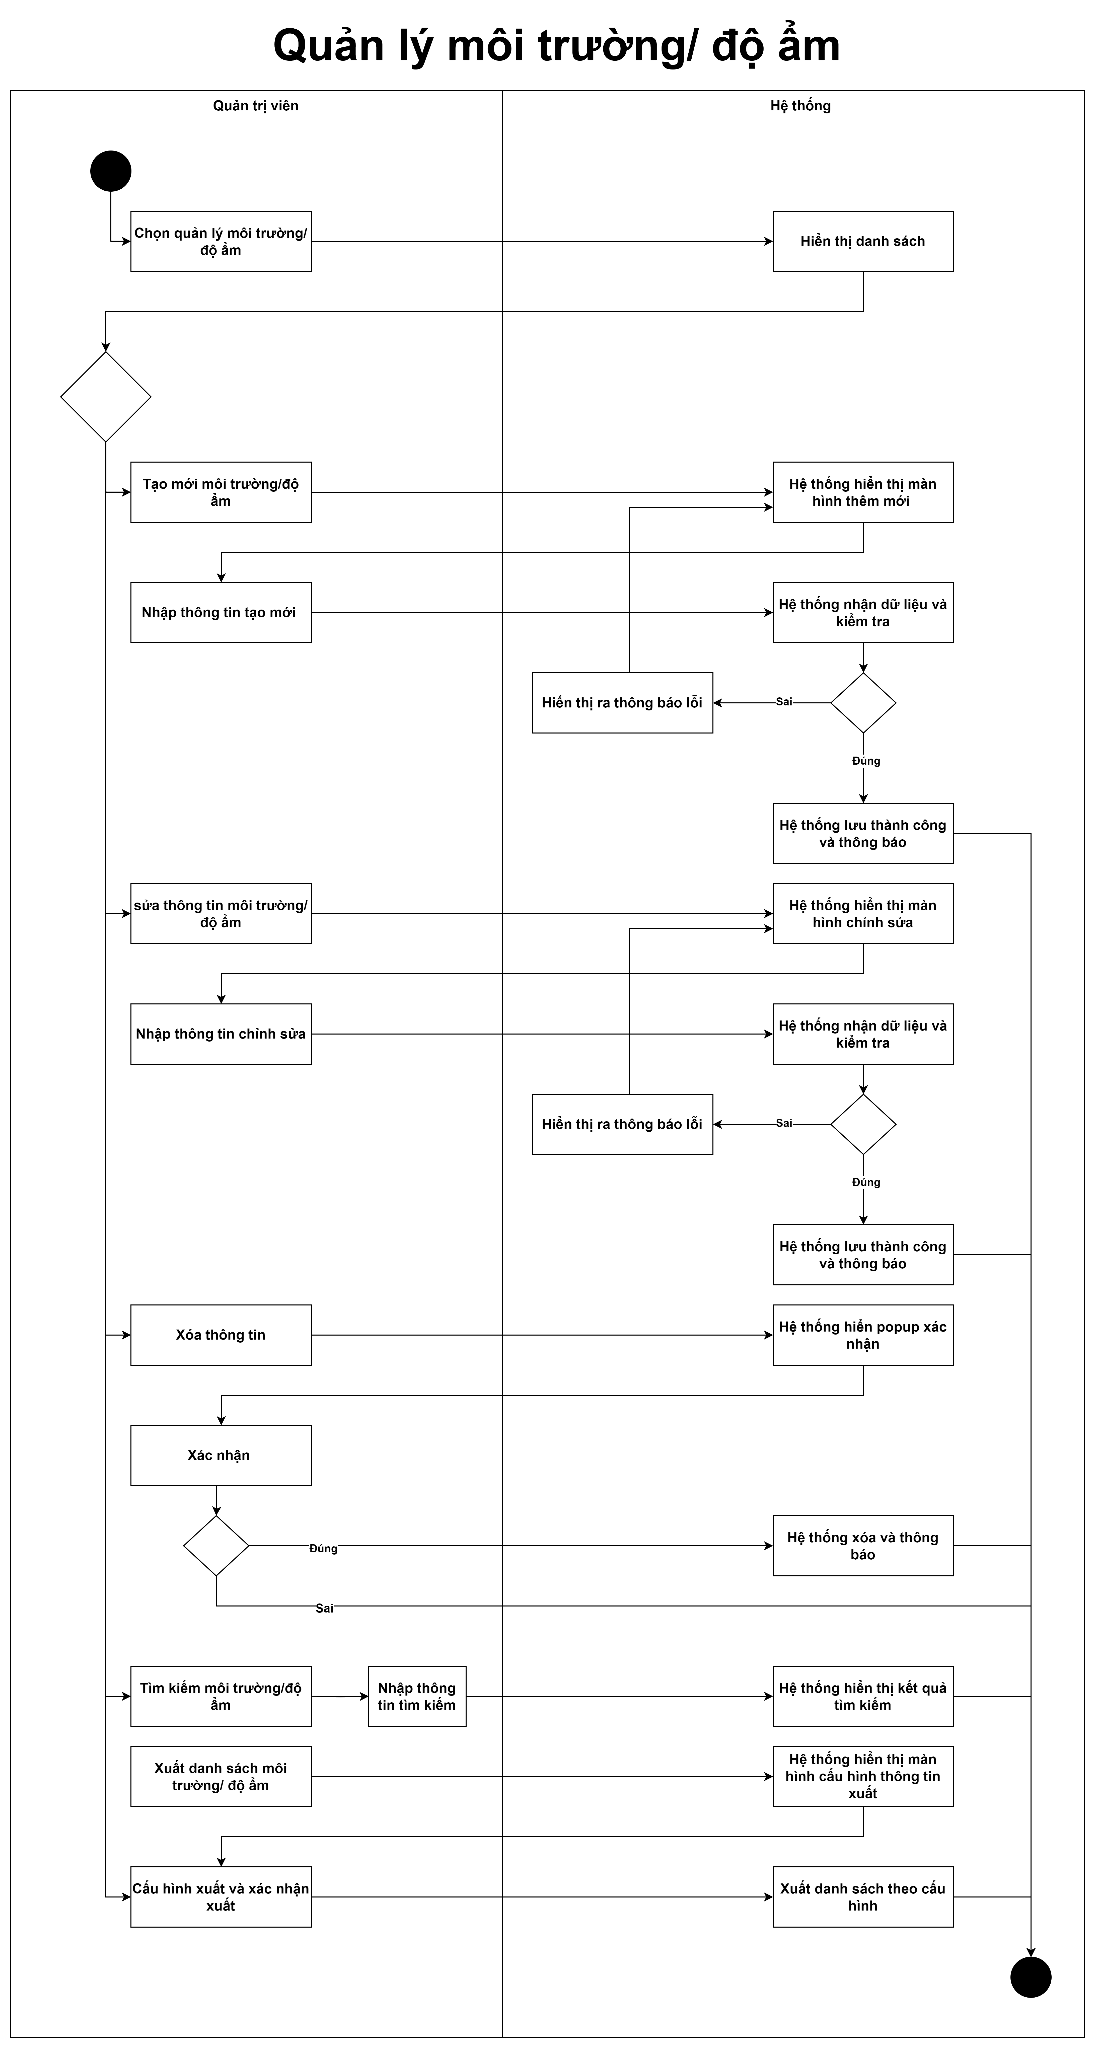 Quản lý môi trường/ độ ẩm
Quản trị viên
Hệ thống
Chọn quản lý môi trường/
độ ẩm
Hiển thị danh sách
Tạo mới môi trường/độ
ẩm
Hệ thống hiển thị màn
hình thêm mới
Nhập thông tin tạo mới
Hệ thống nhận dữ liệu và
kiểm tra
Hiển thị ra thông báo lỗi
Sai
Đúng
Hệ thống lưu thành công
và thông báo
sửa thông tin môi trường/
độ ẩm
Hệ thống hiển thị màn
hình chính sửa
Nhập thông tin chỉnh sửa
Hệ thống nhận dữ liệu và
kiểm tra
Hiển thị ra thông báo lỗi
Sai
Đúng
Hệ thống lưu thành công
và thông báo
Xóa thông tin
Hệ thống hiển popup xác
nhận
Xác nhận
Đúng
Hệ thống xóa và thông
báo
Sai
Tìm kiếm môi trường/độ
ẩm
Nhập thông
tin tìm kiếm
Hệ thống hiển thị kết quả
tìm kiếm
Xuất danh sách môi
trường/ độ ẩm
Hệ thống hiển thị màn
hình cấu hình thông tin
xuất
Cấu hình xuất và xác nhận
xuất
Xuất danh sách theo cấu
hình